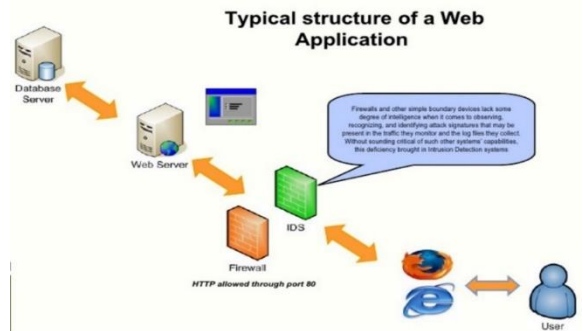 Typical structure of a Web
Application
Database
Server
Firewalls and other simple boundary devices lack some
degree of intelligence when it comes to observing,
recognizing, and identifying attack signatures that may be
present in the traffic they monitor and the log files they collect.
Without sounding critical of such other systems' capabilities,
this deficiency brought in Intrusion Detection systems
Web Server
IDS
Firewall
HTTP allowed through port 80
User